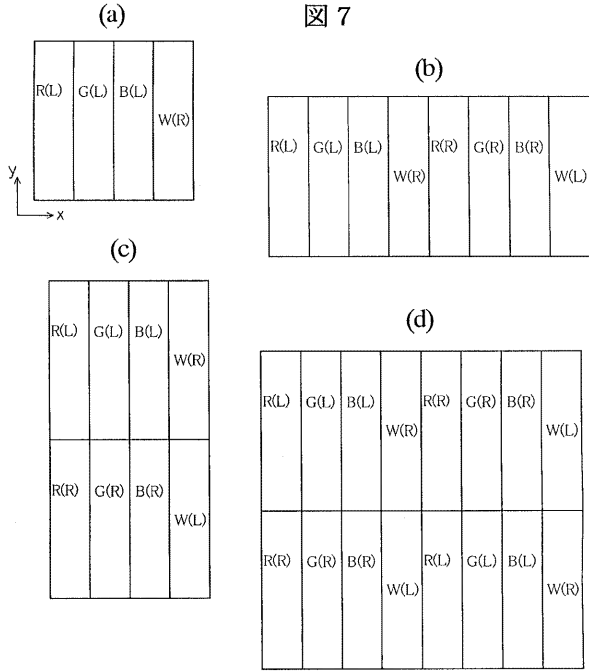 図 7
(a)
R(L) G(L) B(L) W(R)
y
x
(b)
R(L) G(L) B(L) W(R) R(R) G(R) B(R) W(L)
(c)
R(L) G(L) B(L) W(R)
R(R) G(R) B(R) W(L)
(d)
R(L) G(L) B(L) W(R) R(R) G(R) B(R) W(L)
R(R) G(R) B(R) W(L) R(L) G(L) B(L) W(R)